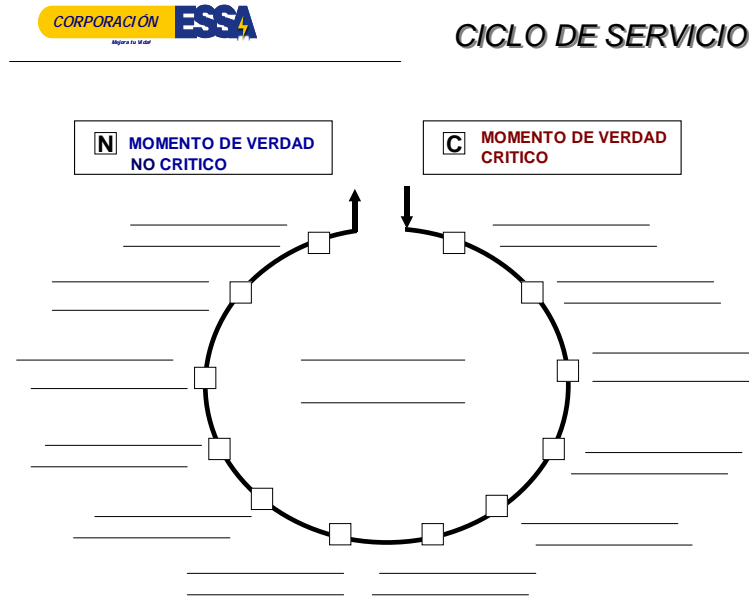 CORPORACIÓN ESSA
Mejora tu Vida!
CICLO DE SERVICIO
N MOMENTO DE VERDAD
NO CRITICO
C MOMENTO DE VERDAD
CRITICO